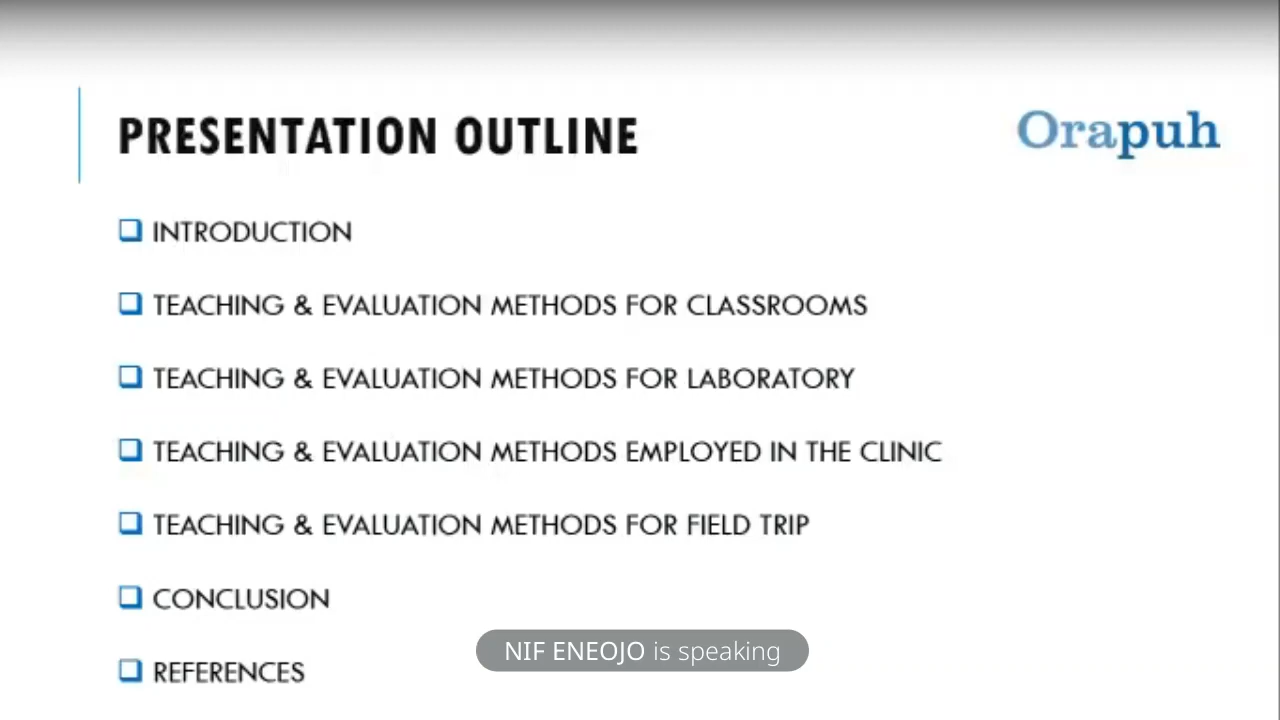 PRESENTATION OUTLINE
Orapuh
INTRODUCTION
TEACHING & EVALUATION METHODS FOR CLASSROOMS
TEACHING & EVALUATION METHODS FOR LABORATORY
TEACHING & EVALUATION METHODS EMPLOYED IN THE CLINIC
TEACHING & EVALUATION METHODS FOR FIELD TRIP
CONCLUSION
NIF ENEOJO is speaking
REFERENCES